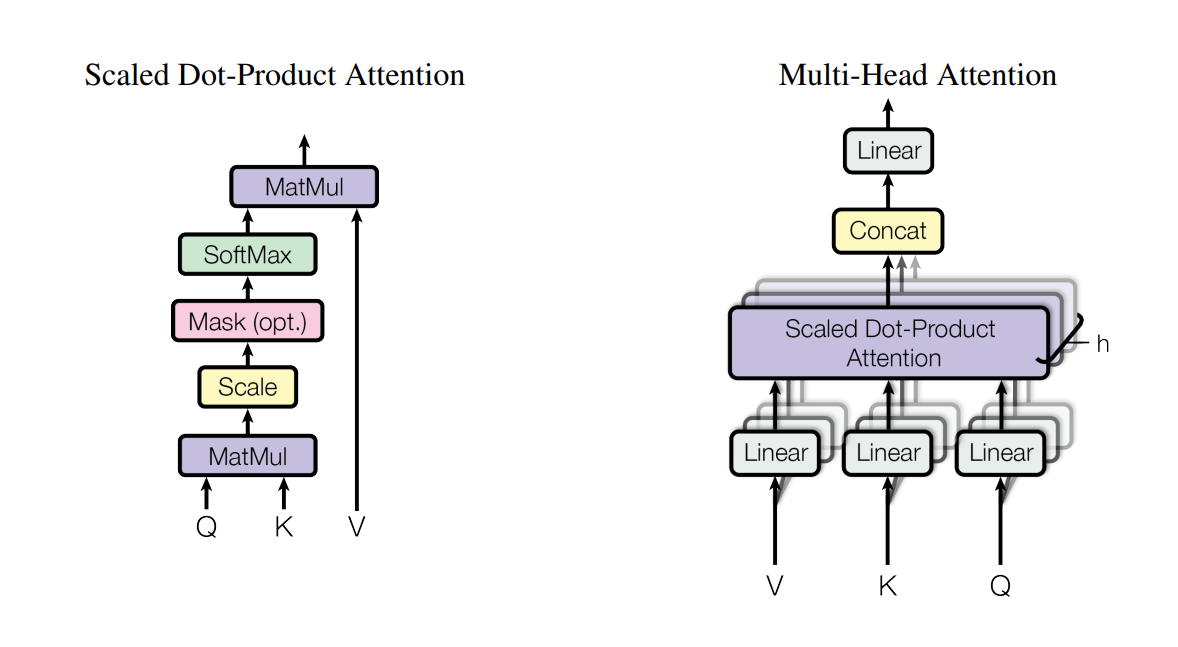 Scaled Dot-Product Attention
MatMul
SoftMax
Mask (opt.)
Scale
MatMul
Q K V
Multi-Head Attention
Linear
Concat
Scaled Dot-Product
Attention
h
Linear Linear Linear
V K Q